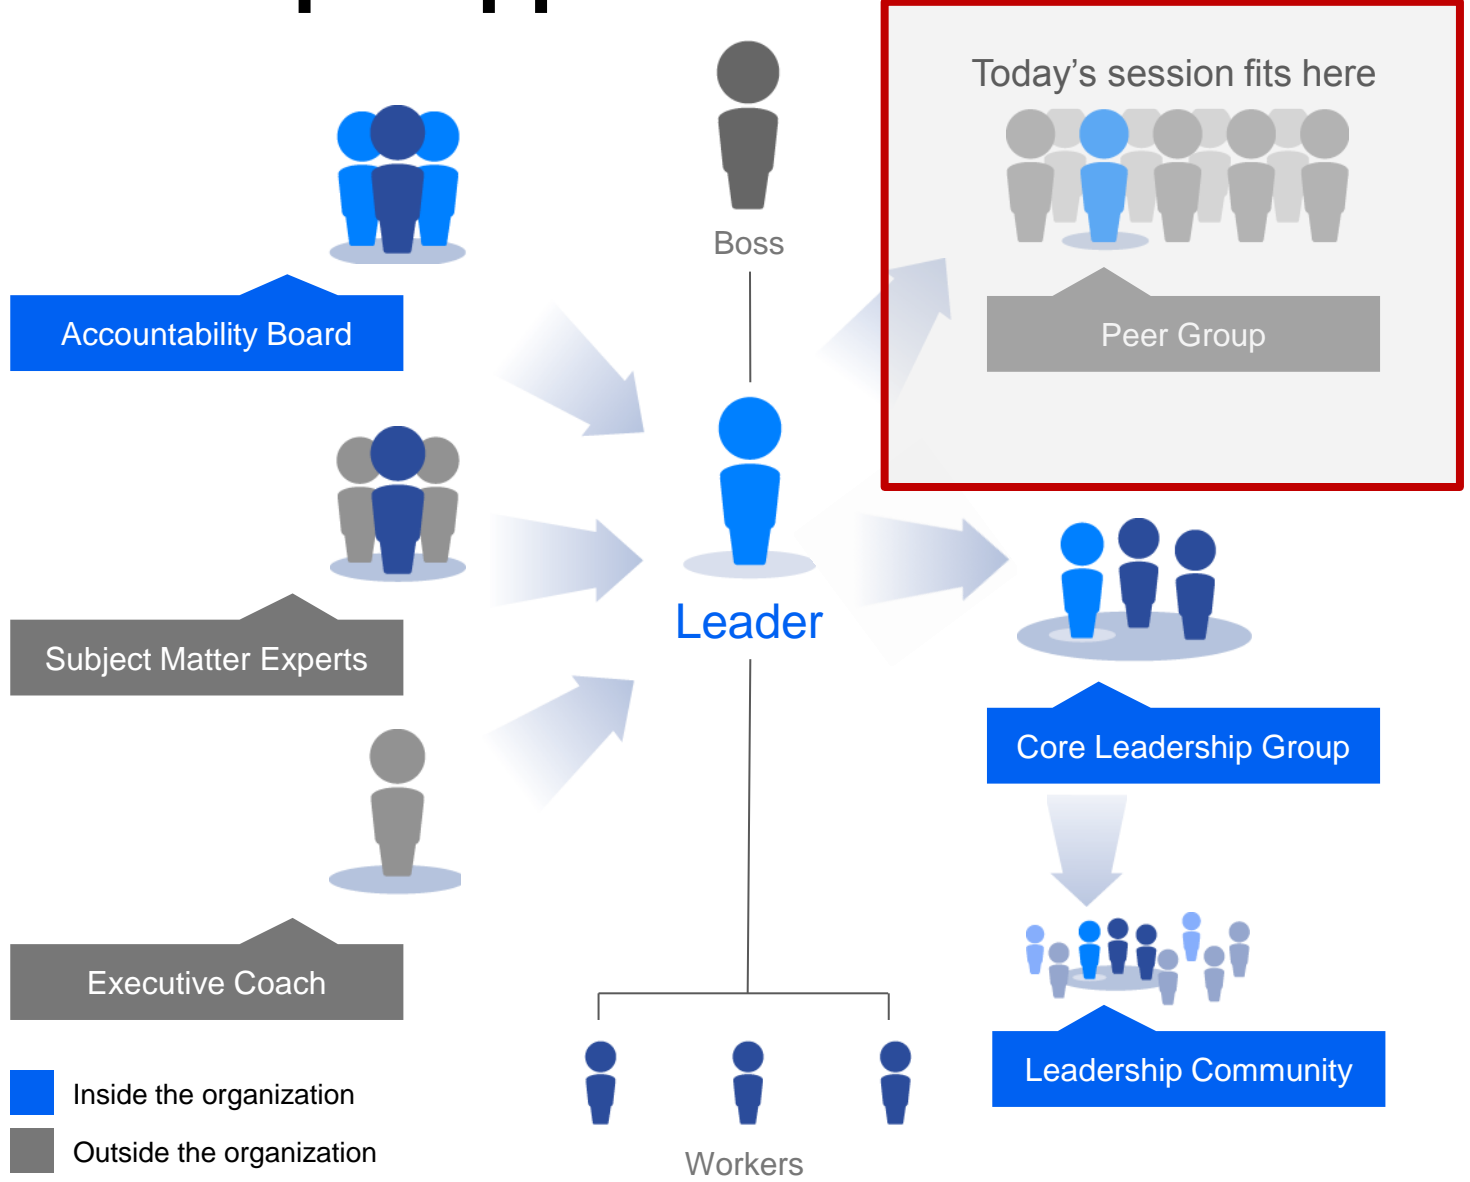 Today's session fits here
Boss
Accountability Board
Peer Group
Leader
Subject Matter Experts
Core Leadership Group
Executive Coach
Leadership Community
Inside the organization
Outside the organization
Workers